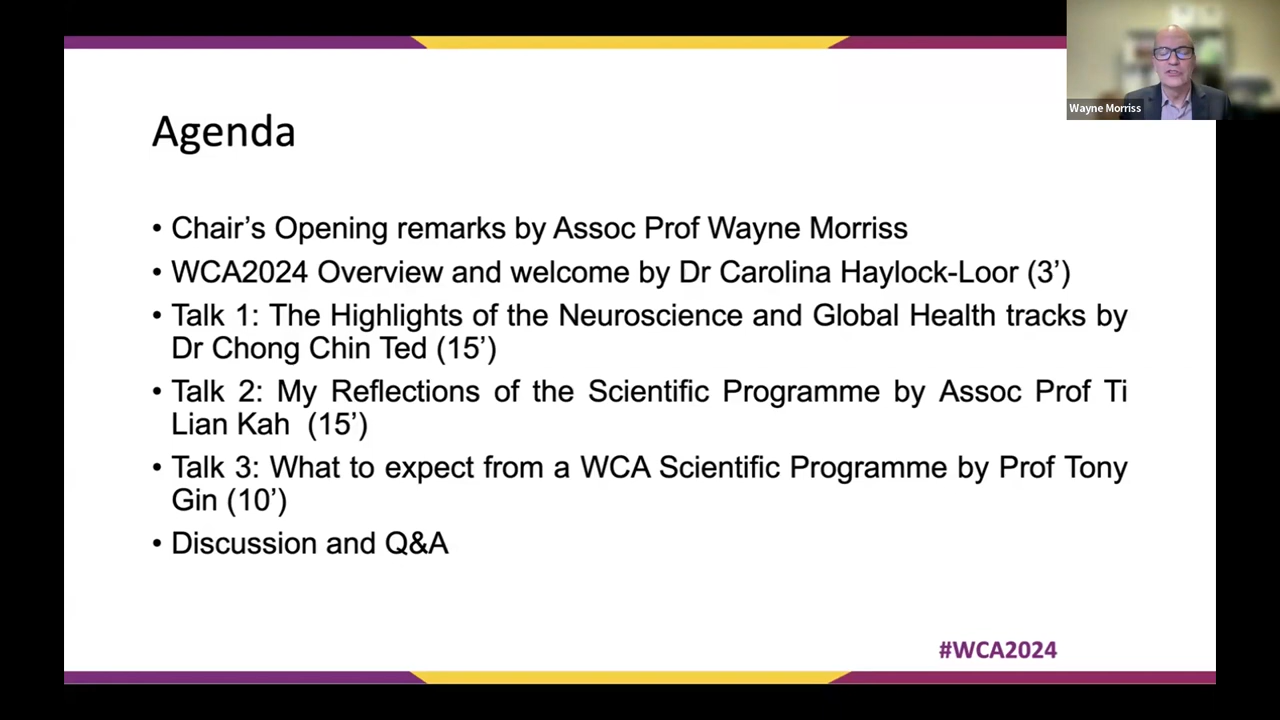 Wayne Morriss
Agenda
• Chair’s Opening remarks by Assoc Prof Wayne Morriss
• WCA2024 Overview and welcome by Dr Carolina Haylock-Loor (3’)
• Talk 1: The Highlights of the Neuroscience and Global Health tracks by
Dr Chong Chin Ted (15’)
• Talk 2: My Reflections of the Scientific Programme by Assoc Prof Ti
Lian Kah (15’)
• Talk 3: What to expect from a WCA Scientific Programme by Prof Tony
Gin (10’)
• Discussion and Q&A
#WCA2024